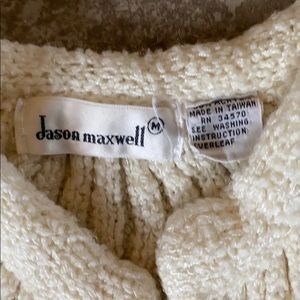 Jason maxwell M
MADE IN TAIWAN
RN 34570
SEE WASHING
INSTRUCTION
OVERLEAF